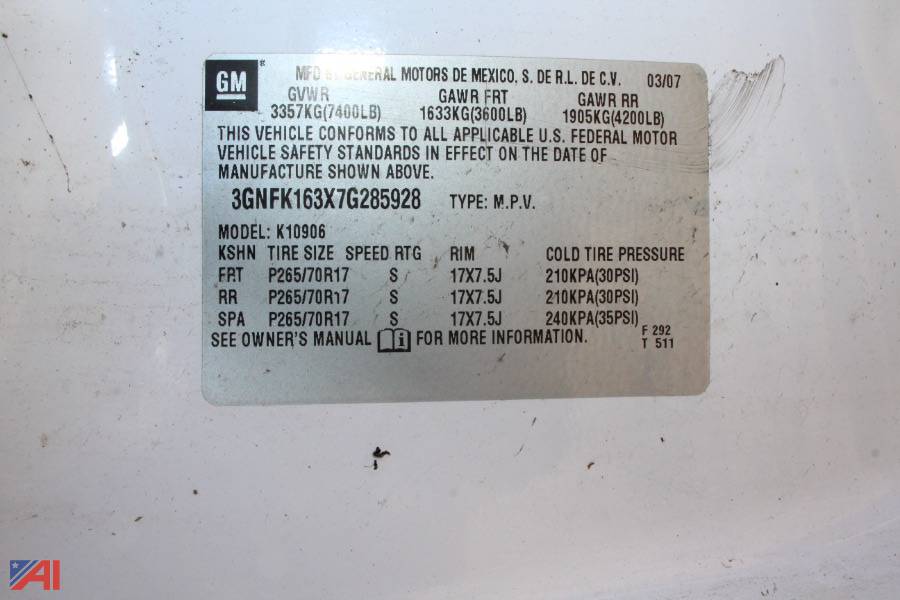 GM
MFD BY GENERAL MOTORS DE MEXICO, S. DE R.L. DE C.V. 03/07
GVWR GAWR FRT GAWR RR
3357KG(7400LB) 1633KG(3600LB) 1905KG(4200LB)
THIS VEHICLE CONFORMS TO ALL APPLICABLE U.S. FEDERAL MOTOR
VEHICLE SAFETY STANDARDS IN EFFECT ON THE DATE OF
MANUFACTURE SHOWN ABOVE.
3GNFK163X7G285928 TYPE: M.P.V.
MODEL: K10906
KSHN TIRE SIZE SPEED RTG RIM COLD TIRE PRESSURE
FRT P265/70R17 S 17X7.5J 210KPA(30PSI)
RR P265/70R17 S 17X7.5J 210KPA(30PSI)
SPA P265/70R17 S 17X7.5J 240KPA(35PSI)
SEE OWNER'S MANUAL i FOR MORE INFORMATION.
F 292
T 511
AI